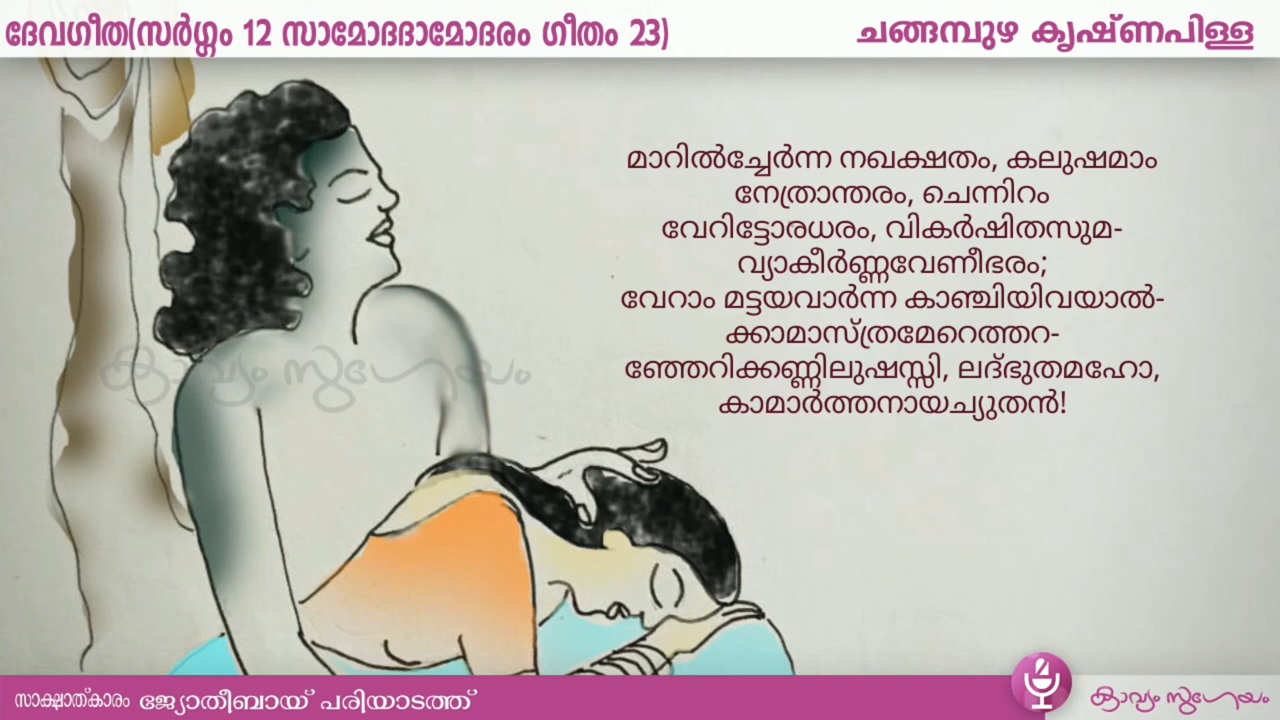 ദേവഗീത(സർഗ്ഗം 12 സാമോദദാമോദരം ഗീതം 23)
ചങ്ങമ്പുഴ കൃഷ്ണപിള്ള
മാറിൽച്ചേർന്ന നഖക്ഷതം, കലുഷമാം
നേത്രാന്തരം, ചെന്നിറം
വേറിട്ടോരധരം, വികർഷിതസുമ-
വ്യാകീർണ്ണവേണീഭരം;
വേറാം മട്ടയവാർന്ന കാഞ്ചിയിവയാൽ-
ക്കാമാസ്ത്രമേറെത്തറ-
ഞ്ഞേറിക്കണ്ണിലുഷസ്സി, ലദ്ഭുതമഹോ,
കാമാർത്തനായച്യുതൻ!
കാവ്യം സുഗേയം
സാക്ഷാത്കാരം ജ്യോതീബായ് പരിയാടത്ത്
കാവ്യം സുഗേയം